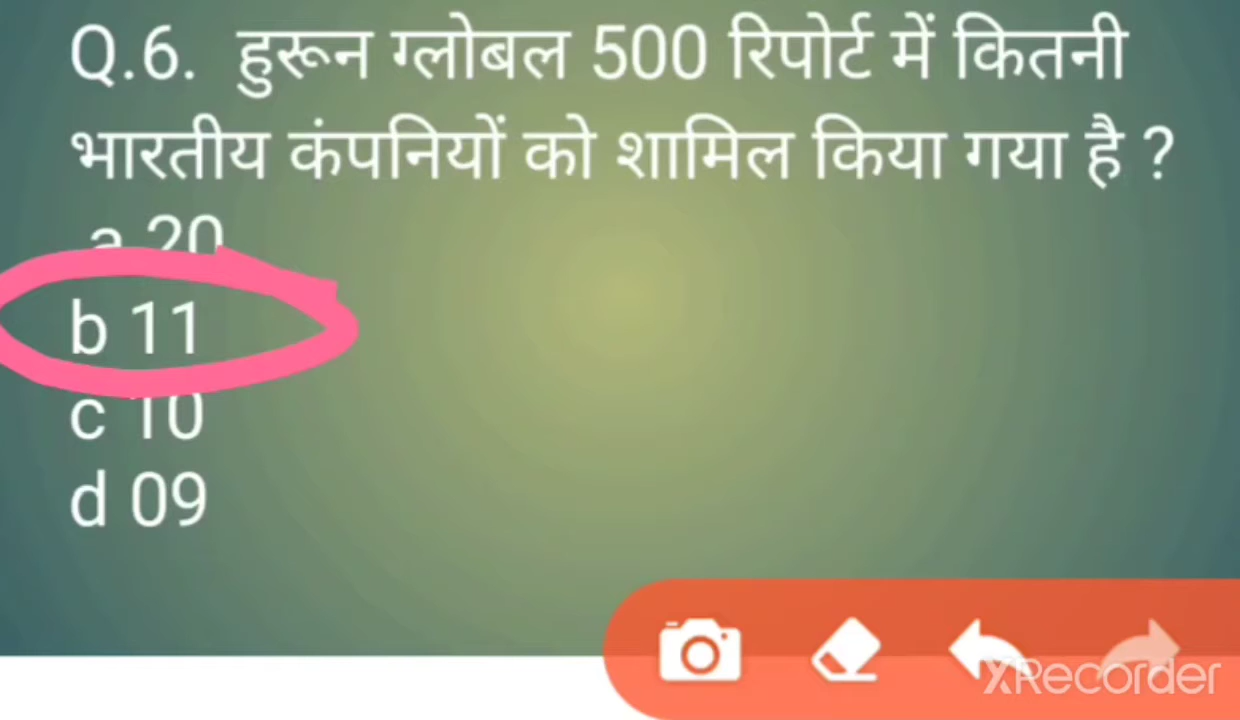 Q.6. हुरून ग्लोबल 500 रिपोर्ट में कितनी
भारतीय कंपनियों को शामिल किया गया है ?
a 20
b 11
c 10
d 09
XRecorder